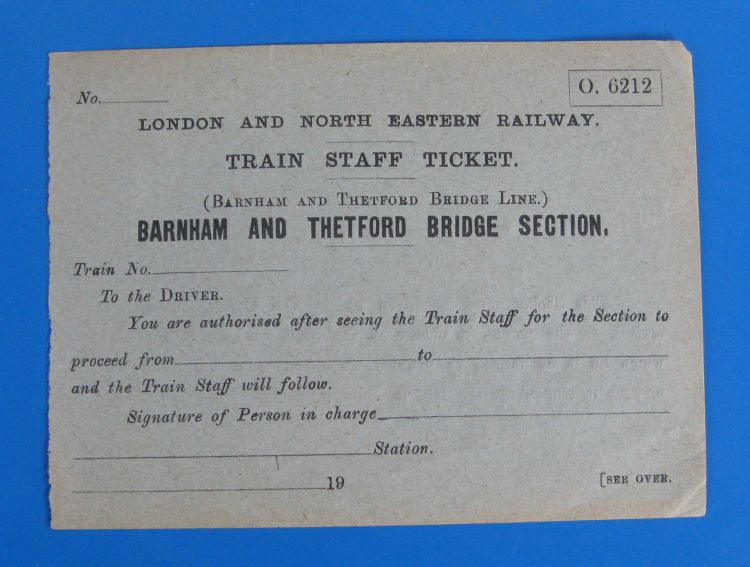 No.
O. 6212
LONDON AND NORTH EASTERN RAILWAY.
TRAIN STAFF TICKET.
(BARNHAM AND THETFORD BRIDGE LINE.)
BARNHAM AND THETFORD BRIDGE SECTION.
Train No.
To the DRIVER.
You are authorised after seeing the Train Staff for the Section to
proceed from to
and the Train Staff will follow.
Signature of Person in charge
Station.
19
[SEE OVER.